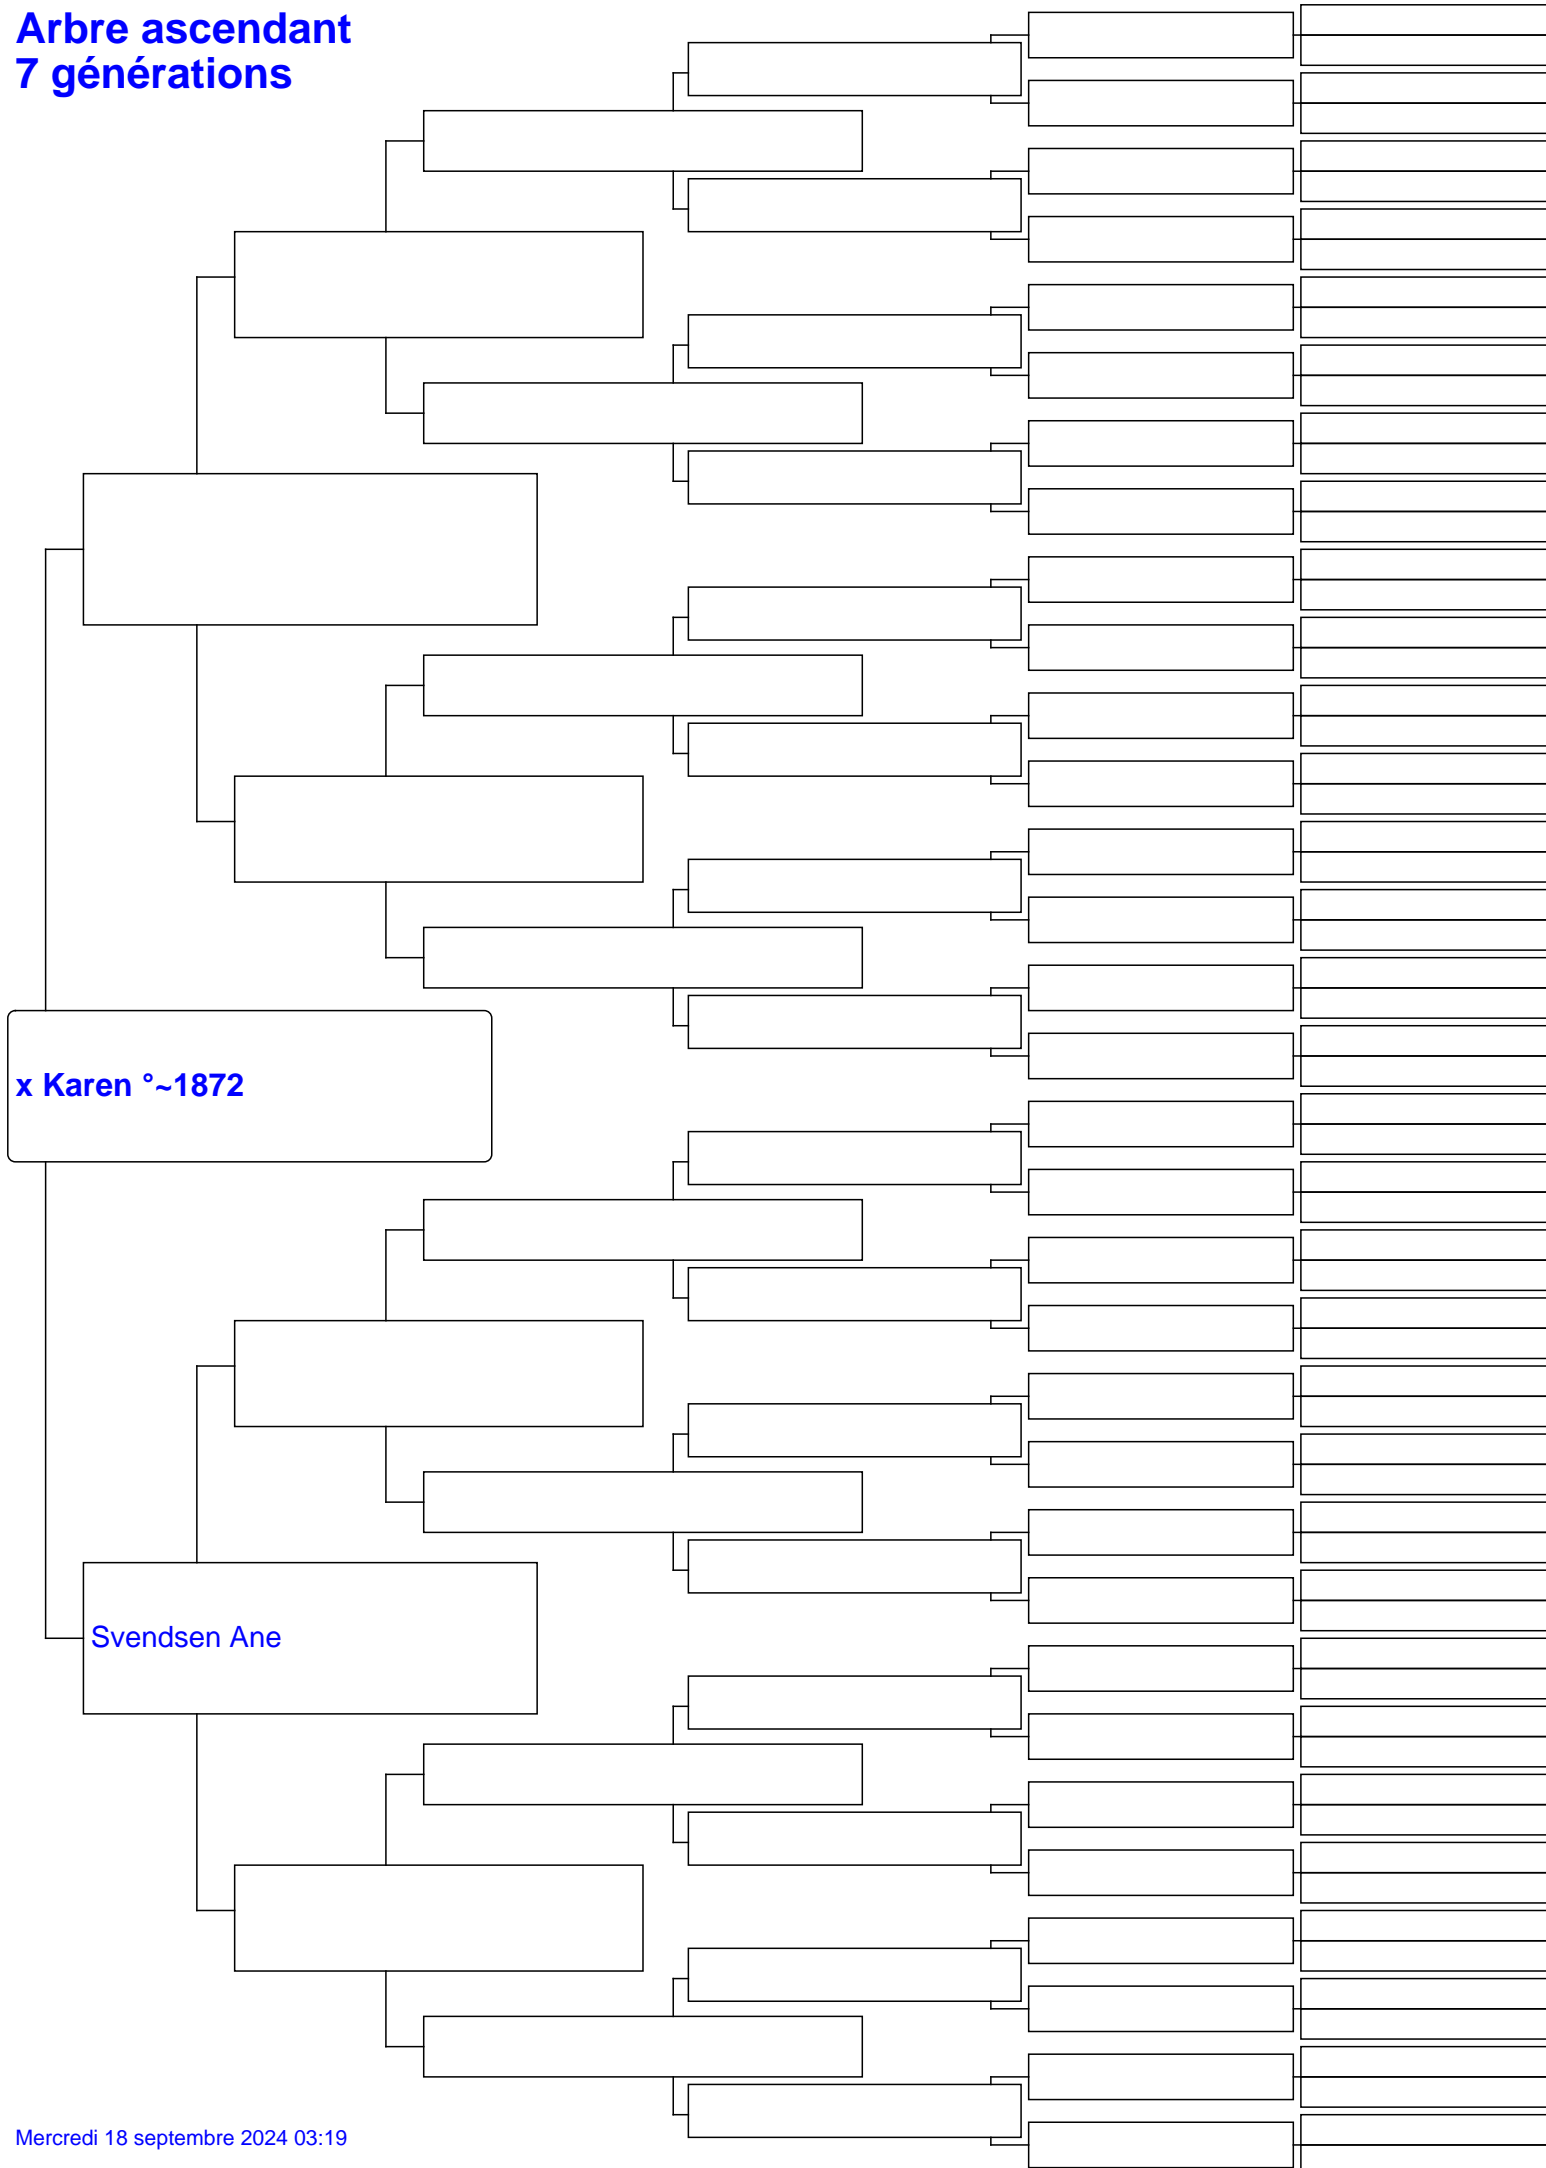 Arbre ascendant
7 générations
x Karen °~1872
Svendsen Ane
Mercredi 18 septembre 2024 03:19